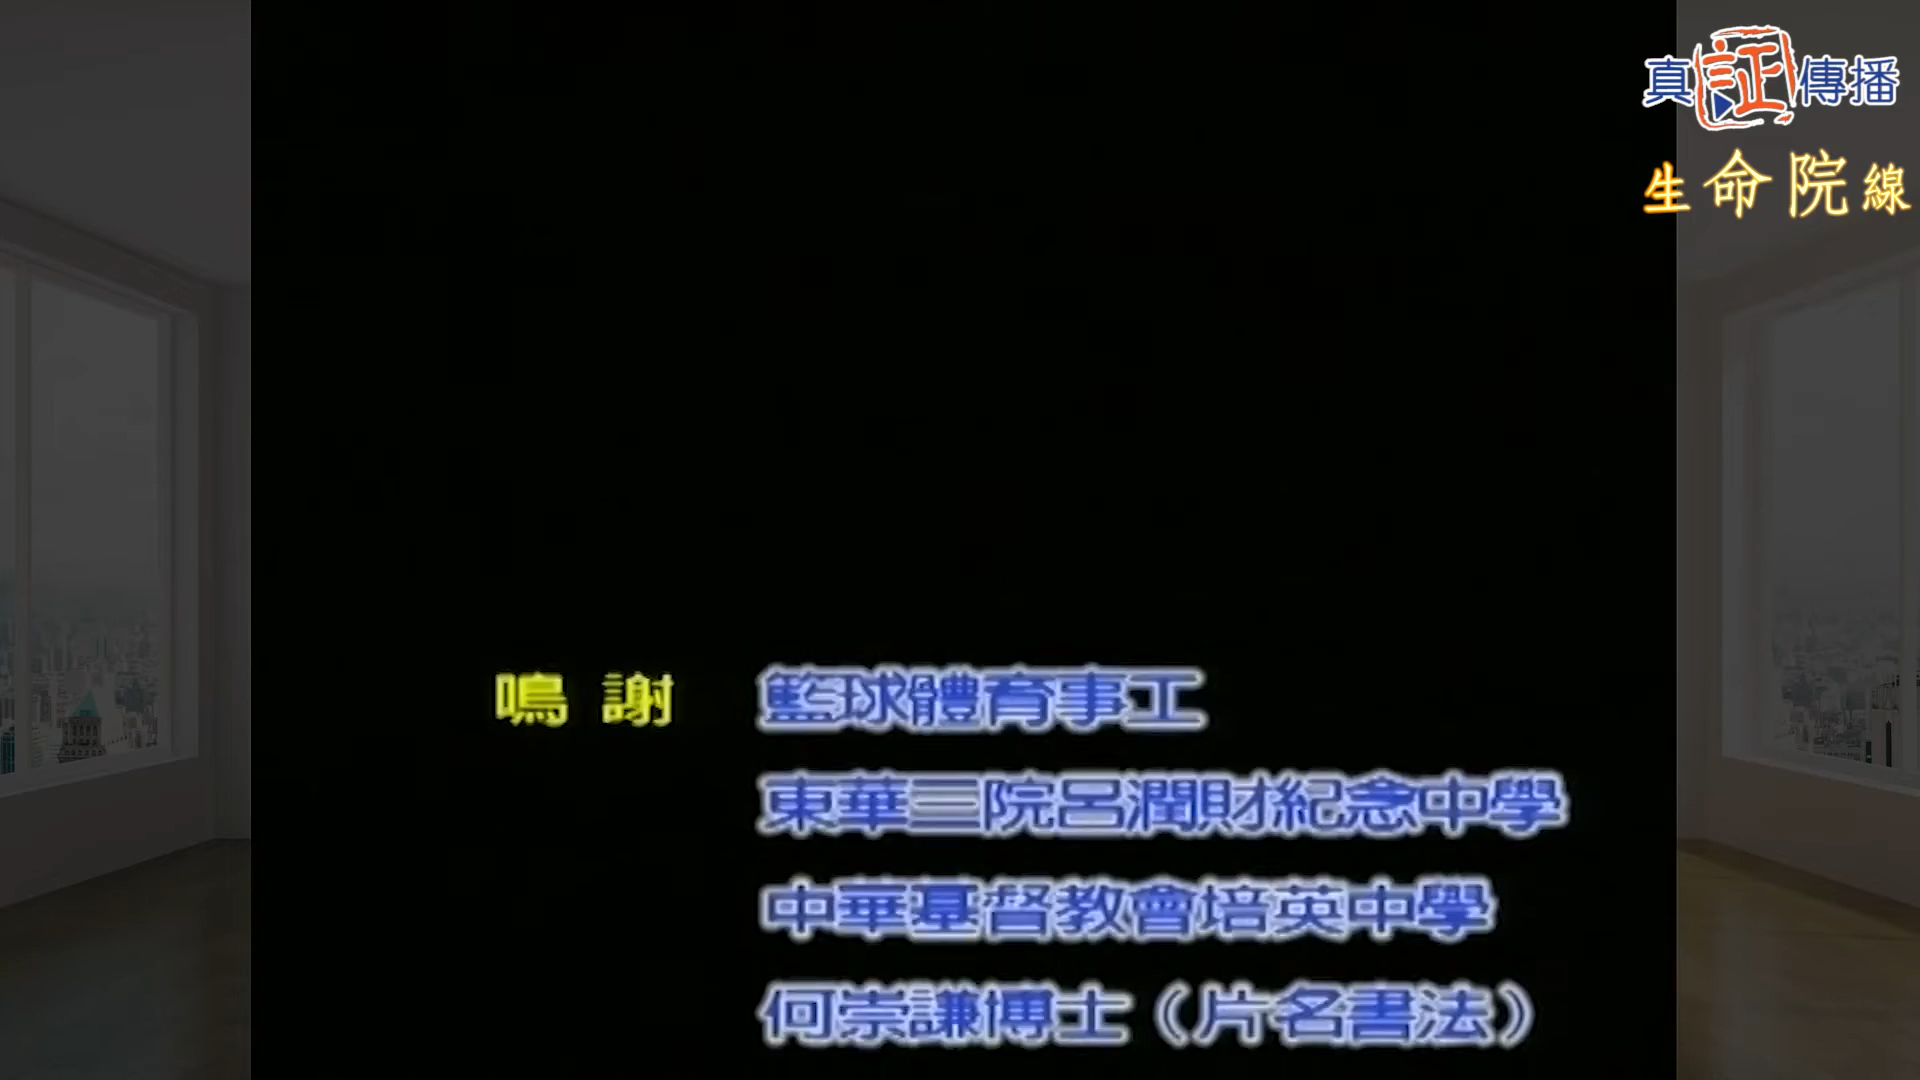 真証傳播
生命院線
鳴謝 籃球體育事工
東華三院呂潤財紀念中學
中華基督教會培英中學
何崇謙博士（片名書法）